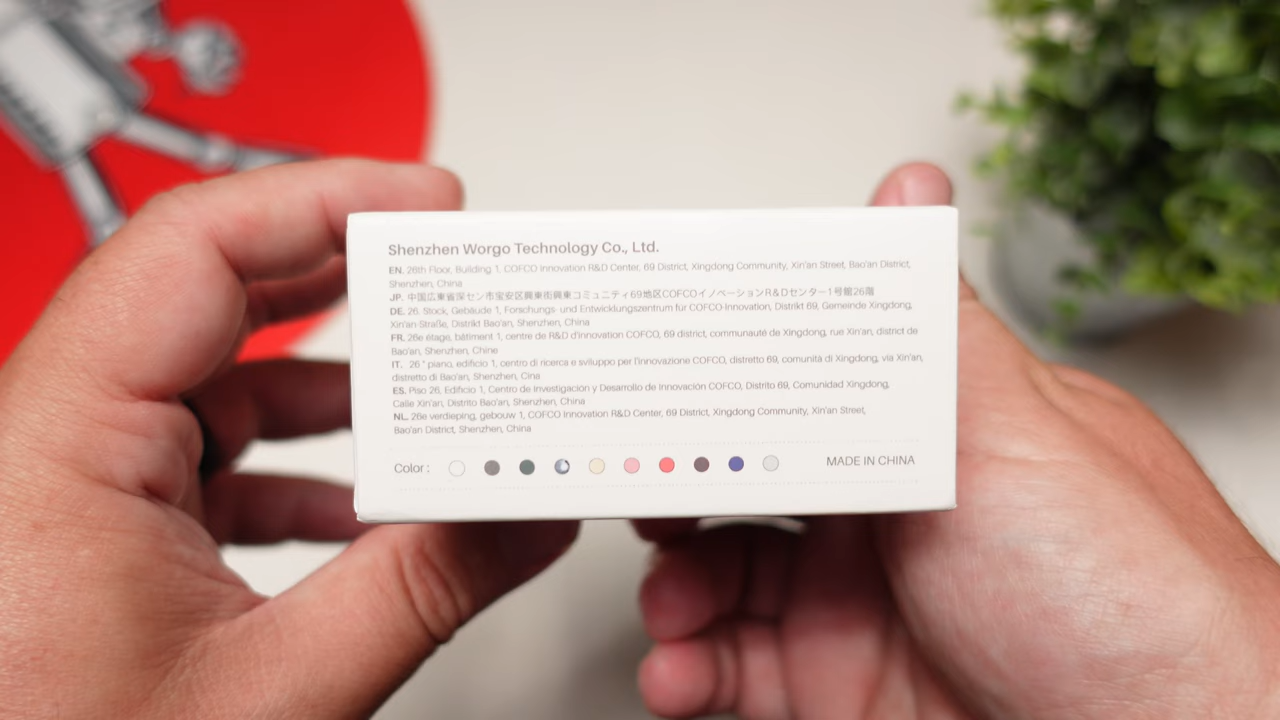 Shenzhen Worgo Technology Co., Ltd.
EN. 26th Floor, Building 1, COFCO Innovation R&D Center, 69 District, Xingdong Community, Xin'an Street, Bao'an District,
Shenzhen, China
JP. 中国広東省深セン市宝安区興東街興東コミュニティ69地区COFCOイノベーションR&Dセンター1号館26階
DE. 26. Stock, Gebäude 1, Forschungs- und Entwicklungszentrum für COFCO-Innovation, Distrikt 69, Gemeinde Xingdong,
Xin'an-Straße, Distrikt Bao'an, Shenzhen, China
FR. 26e étage, bâtiment 1, centre de R&D d'innovation COFCO, 69 district, communauté de Xingdong, rue Xin'an, district de
Bao'an, Shenzhen, Chine
IT. 26 ° piano, edificio 1, centro di ricerca e sviluppo per l'innovazione COFCO, distretto 69, comunità di Xingdong, via Xin'an,
distretto di Bao'an, Shenzhen, Cina
ES. Piso 26, Edificio 1, Centro de Investigación y Desarrollo de Innovación COFCO, Distrito 69, Comunidad Xingdong,
Calle Xin'an, Distrito Bao'an, Shenzhen, China
NL. 26e verdieping, gebouw 1, COFCO Innovation R&D Center, 69 District, Xingdong Community, Xin'an Street,
Bao'an District, Shenzhen, China
Color : MADE IN CHINA